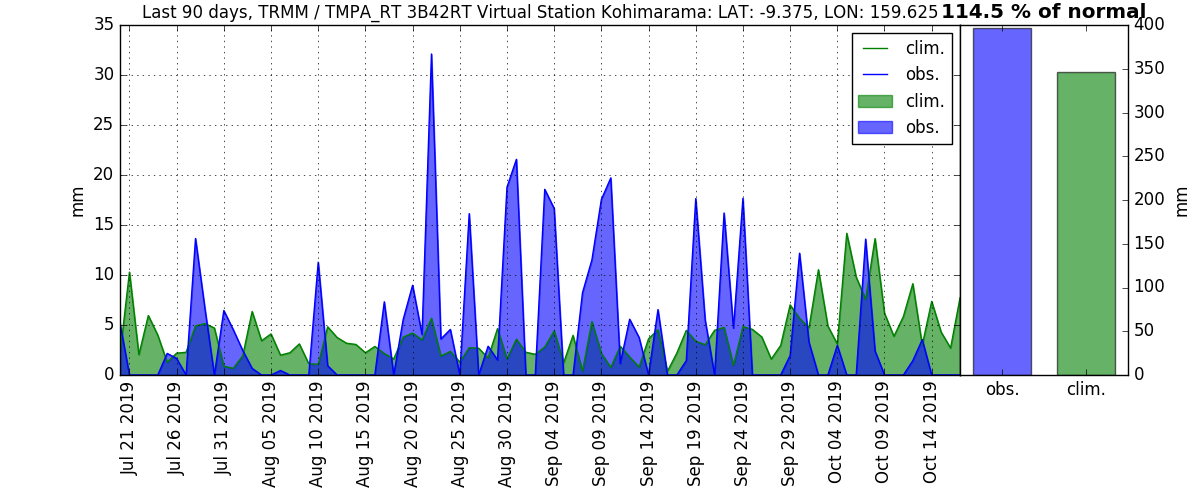 Last 90 days, TRMM / TMPA_RT 3B42RT Virtual Station Kohimarama: LAT: -9.375, LON: 159.625 114.5 % of normal
clim.
obs.
clim.
obs.
35
30
25
20
15
10
5
0
mm
Jul 21 2019
Jul 26 2019
Jul 31 2019
Aug 05 2019
Aug 10 2019
Aug 15 2019
Aug 20 2019
Aug 25 2019
Aug 30 2019
Sep 04 2019
Sep 09 2019
Sep 14 2019
Sep 19 2019
Sep 24 2019
Sep 29 2019
Oct 04 2019
Oct 09 2019
Oct 14 2019
400
350
300
250
200
150
100
50
0
mm
obs. clim.